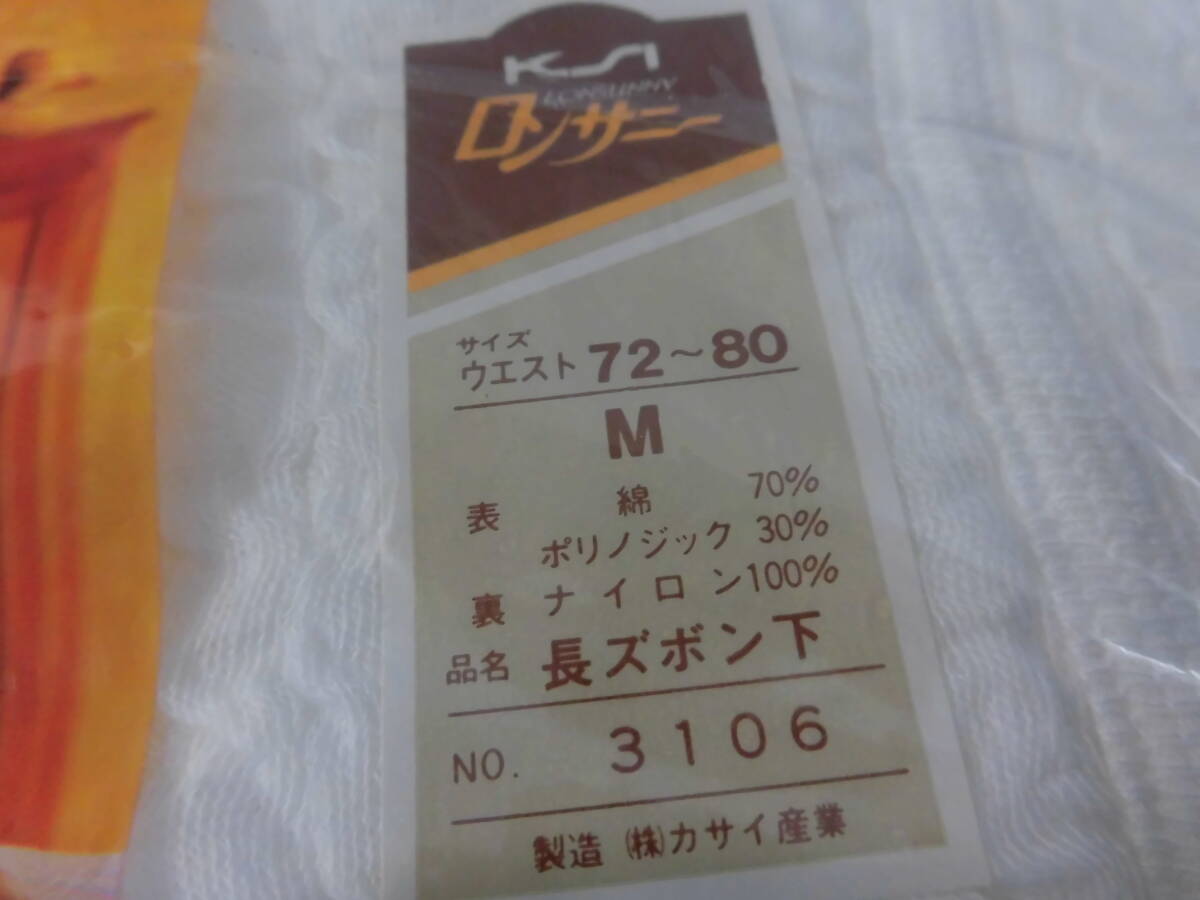 KSI
RONSUNNY
ロンサニー
サイズ
ウエスト 72～80
M
表 綿 70%
ポリノジック 30%
裏 ナイロン100%
品名 長ズボン下
NO. 3106
製造 (株)カサイ産業